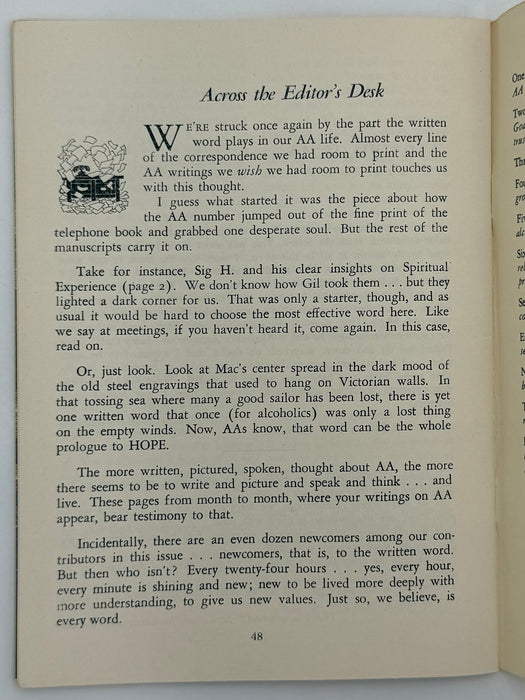 Across the Editor's Desk
WE'RE struck once again by the part the written
word plays in our AA life. Almost every line
of the correspondence we had room to print and the
AA writings we wish we had room to print touches us
with this thought.
I guess what started it was the piece about how
the AA number jumped out of the fine print of the
telephone book and grabbed one desperate soul. But the rest of the
manuscripts carry it on.
Take for instance, Sig H. and his clear insights on Spiritual
Experience (page 2). We don't know how Gil took them . . . but they
lighted a dark corner for us. That was only a starter, though, and as
usual it would be hard to choose the most effective word here. Like
we say at meetings, if you haven't heard it, come again. In this case,
read on.
Or, just look. Look at Mac's center spread in the dark mood of
the old steel engravings that used to hang on Victorian walls. In
that tossing sea where many a good sailor has been lost, there is yet
one written word that once (for alcoholics) was only a lost thing
on the empty winds. Now, AAs know, that word can be the whole
prologue to HOPE.
The more written, pictured, spoken, thought about AA, the more
there seems to be to write and picture and speak and think . . . and
live. These pages from month to month, where your writings on AA
appear, bear testimony to that.
Incidentally, there are an even dozen newcomers among our con-
tributors in this issue . . . newcomers, that is, to the written word.
But then who isn't? Every twenty-four hours . . . yes, every hour,
every minute is shining and new; new to be lived more deeply with
more understanding, to give us new values. Just so, we believe, is
every word.
48
One
AA
Two